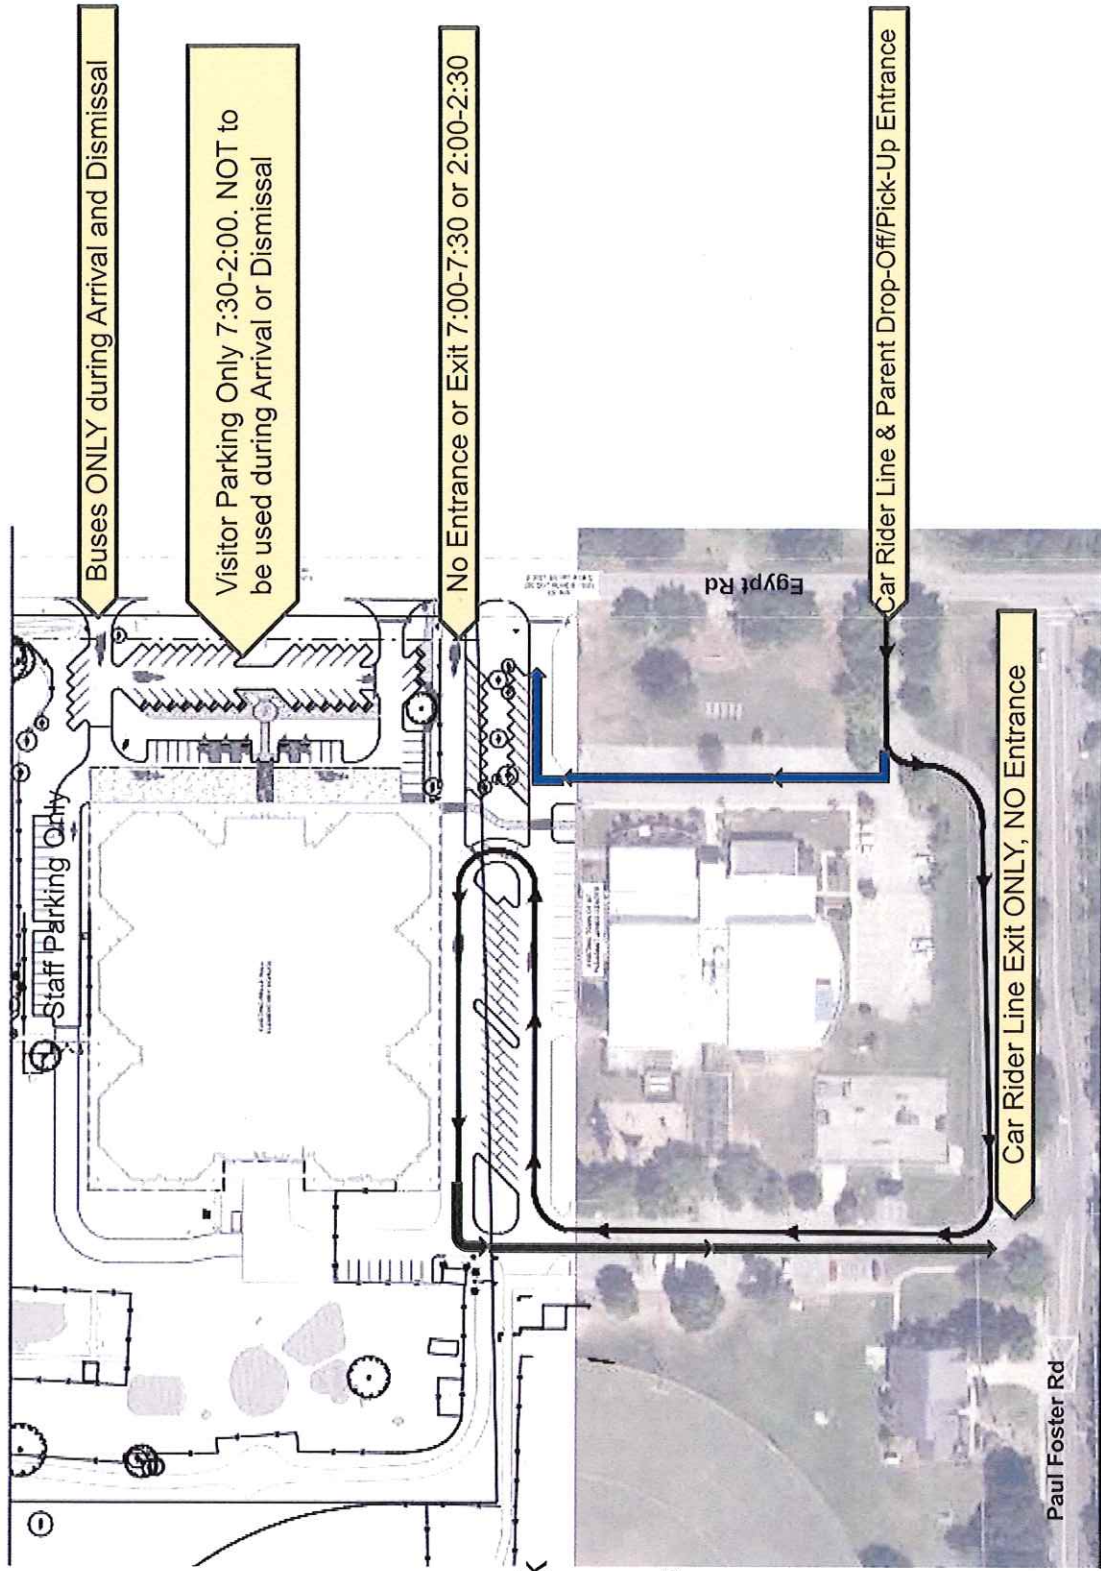 Buses ONLY during Arrival and Dismissal
Visitor Parking Only 7:30-2:00. NOT to
be used during Arrival or Dismissal
No Entrance or Exit 7:00-7:30 or 2:00-2:30
Car Rider Line & Parent Drop-Off/Pick-Up Entrance
Car Rider Line Exit ONLY, NO Entrance
Staff Parking Only
Egypt Rd
Paul Foster Rd